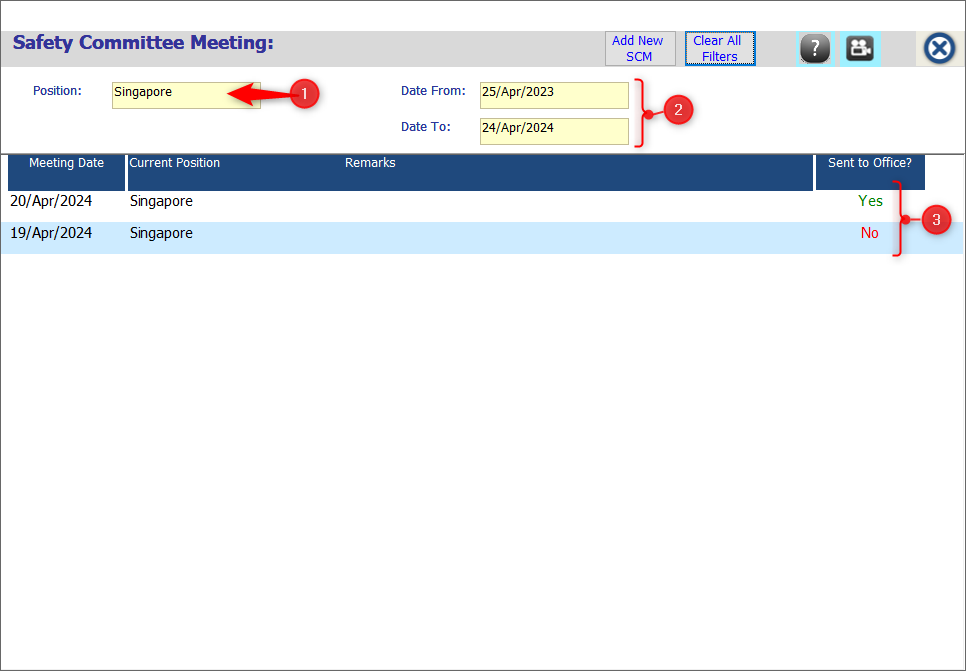 Safety Committee Meeting:
Add New
SCM
Clear All
Filters
?
Position:
Singapore
1
Date From:
25/Apr/2023
2
Date To:
24/Apr/2024
Meeting Date
Current Position
Remarks
Sent to Office?
20/Apr/2024
Singapore
Yes
3
19/Apr/2024
Singapore
No